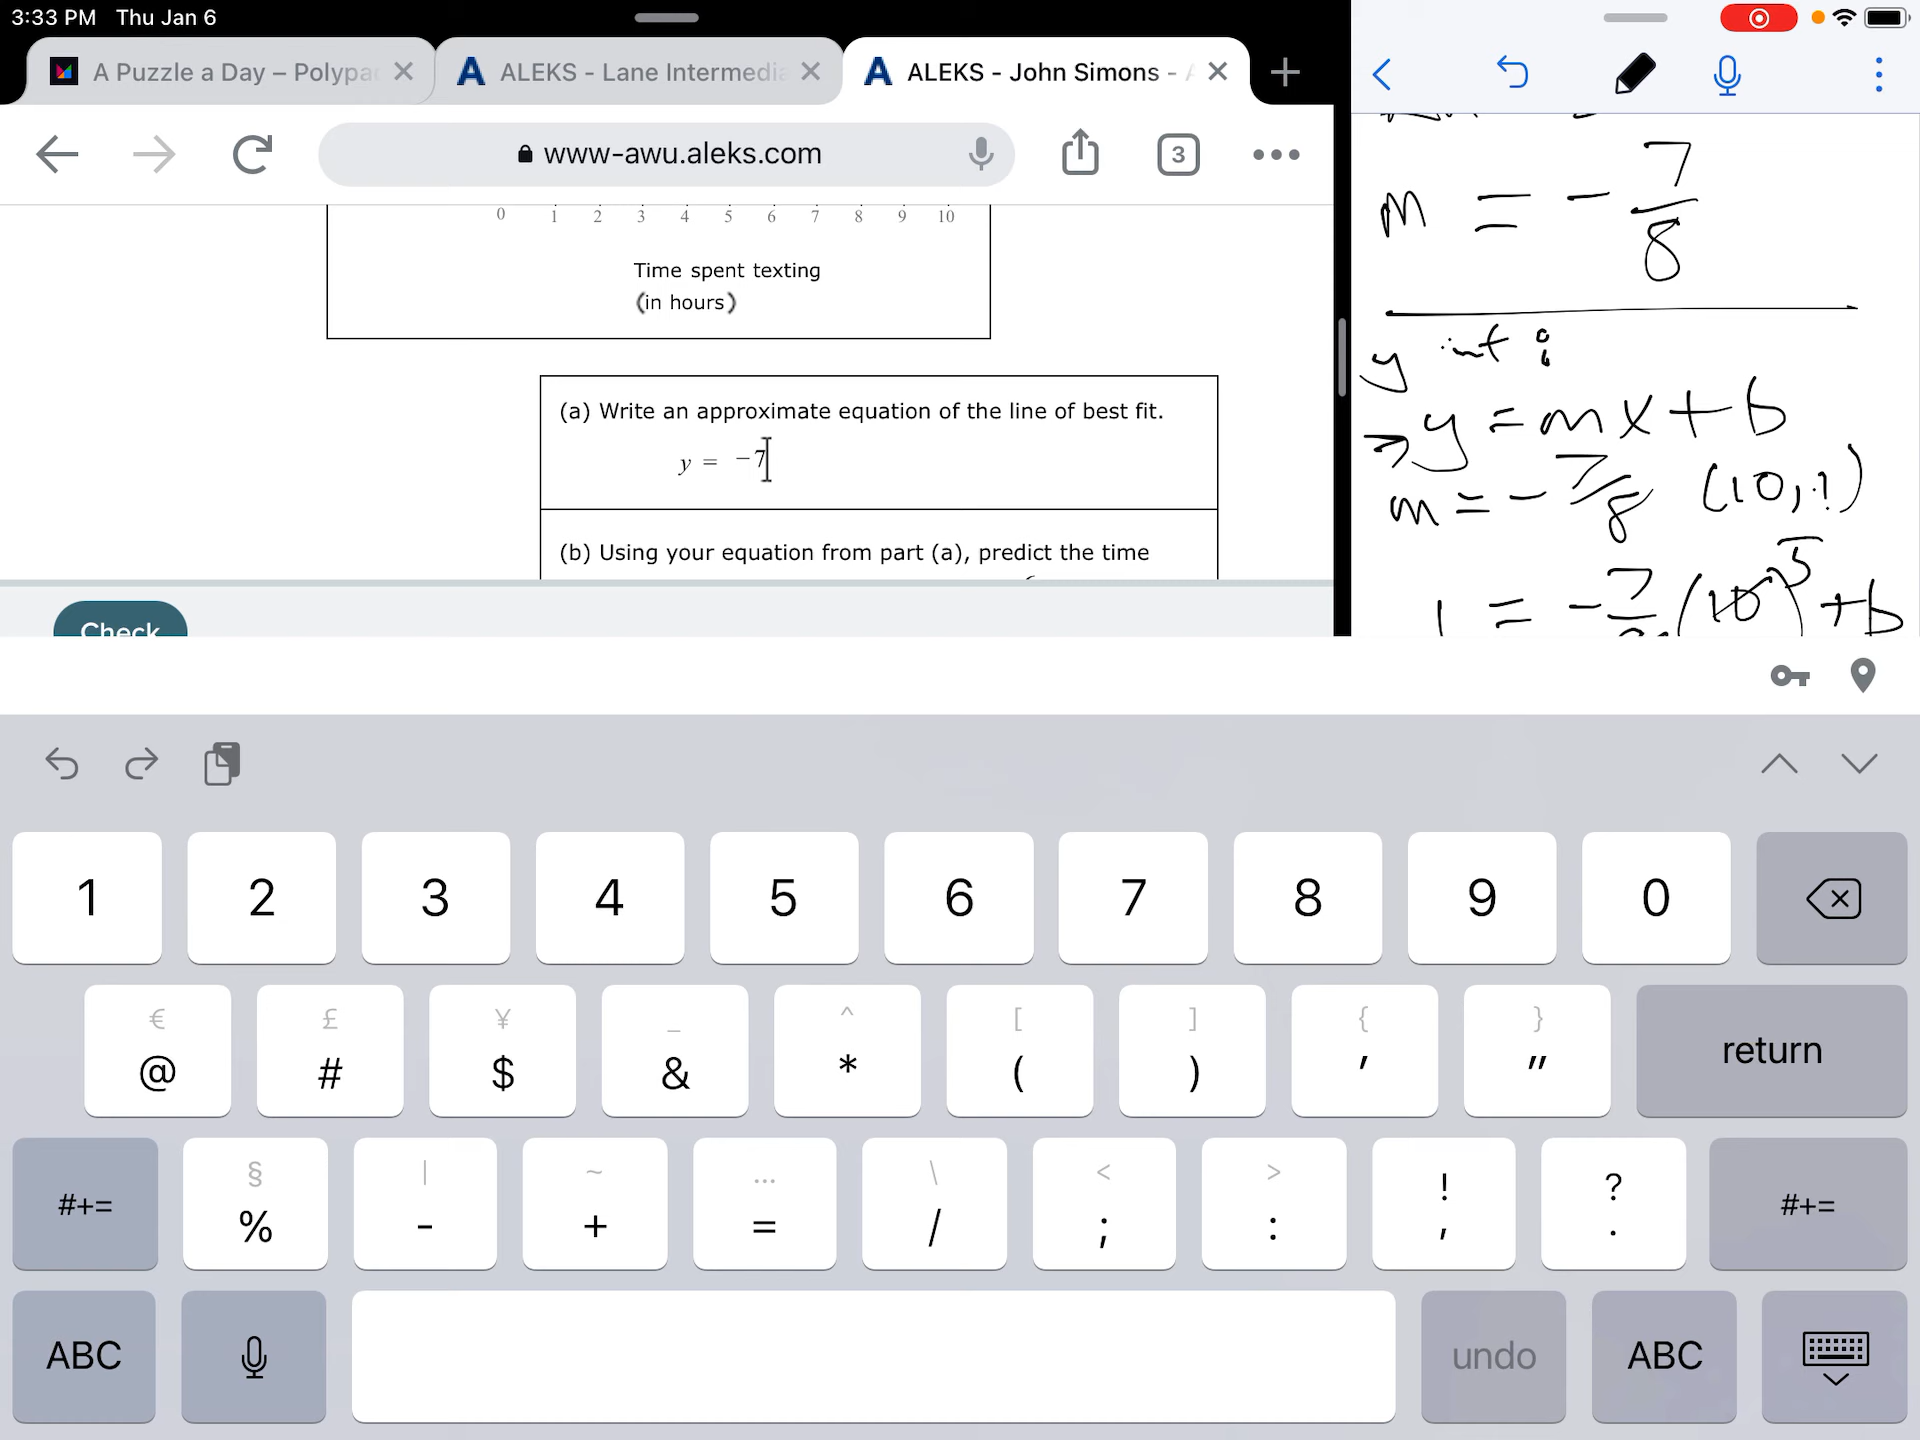 3:33 PM Thu Jan 6
A Puzzle a Day – Polypa
ALEKS - Lane Intermedia
ALEKS - John Simons -
www-awu.aleks.com
3
0 1 2 3 4 5 6 7 8 9 10
Time spent texting
(in hours)
(a) Write an approximate equation of the line of best fit.
y = -7
(b) Using your equation from part (a), predict the time
Check
m = - 7/8
y int :
y = mx + b
m = - 7/8 (10,1)
5
1 = - 7 (10) + b
1 2 3 4 5 6 7 8 9 0
€ £ ¥ _ ^ [ ] { }
@ # $ & * ( ) ' " return
§ | ~ … \ < > ! ?
#+= % - + = / ; : , . #+=
ABC undo ABC